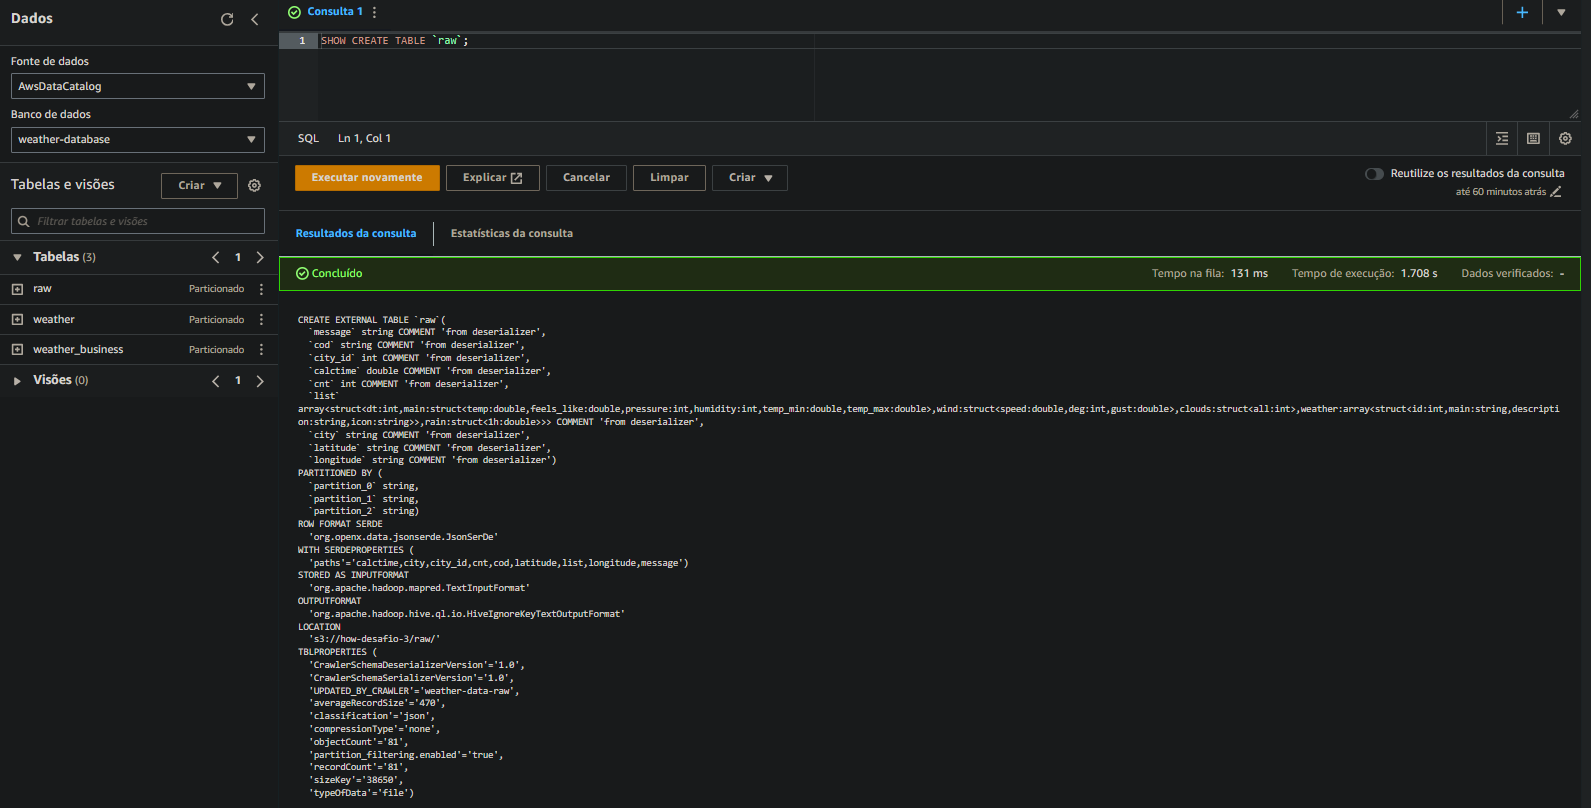 Dados
Fonte de dados
AwsDataCatalog
Banco de dados
weather-database
Tabelas e visões
Criar
Filtrar tabelas e visões
Tabelas (3)
1
raw
Particionado
weather
Particionado
weather_business
Particionado
Visões (0)
1
Consulta 1
1
SHOW CREATE TABLE `raw`;
SQL
Ln 1, Col 1
Executar novamente
Explicar
Cancelar
Limpar
Criar
Reutilize os resultados da consulta
até 60 minutos atrás
Resultados da consulta
Estatísticas da consulta
Concluído
Tempo na fila: 131 ms
Tempo de execução: 1.708 s
Dados verificados: -
CREATE EXTERNAL TABLE `raw`(
`message` string COMMENT 'from deserializer',
`cod` string COMMENT 'from deserializer',
`city_id` int COMMENT 'from deserializer',
`calctime` double COMMENT 'from deserializer',
`cnt` int COMMENT 'from deserializer',
`list`
array<struct<dt:int,main:struct<temp:double,feels_like:double,pressure:int,humidity:int,temp_min:double,temp_max:double>,wind:struct<speed:double,deg:int,gust:double>,clouds:struct<all:int>,weather:array<struct<id:int,main:string,descripti
on:string,icon:string>>,rain:struct<1h:double>>> COMMENT 'from deserializer',
`city` string COMMENT 'from deserializer',
`latitude` string COMMENT 'from deserializer',
`longitude` string COMMENT 'from deserializer')
PARTITIONED BY (
`partition_0` string,
`partition_1` string,
`partition_2` string)
ROW FORMAT SERDE
'org.openx.data.jsonserde.JsonSerDe'
WITH SERDEPROPERTIES (
'paths'='calctime,city,city_id,cnt,cod,latitude,list,longitude,message')
STORED AS INPUTFORMAT
'org.apache.hadoop.mapred.TextInputFormat'
OUTPUTFORMAT
'org.apache.hadoop.hive.ql.io.HiveIgnoreKeyTextOutputFormat'
LOCATION
's3://how-desafio-3/raw/'
TBLPROPERTIES (
'CrawlerSchemaDeserializerVersion'='1.0',
'CrawlerSchemaSerializerVersion'='1.0',
'UPDATED_BY_CRAWLER'='weather-data-raw',
'averageRecordSize'='470',
'classification'='json',
'compressionType'='none',
'objectCount'='81',
'partition_filtering.enabled'='true',
'recordCount'='81',
'sizeKey'='38650',
'typeOfData'='file')